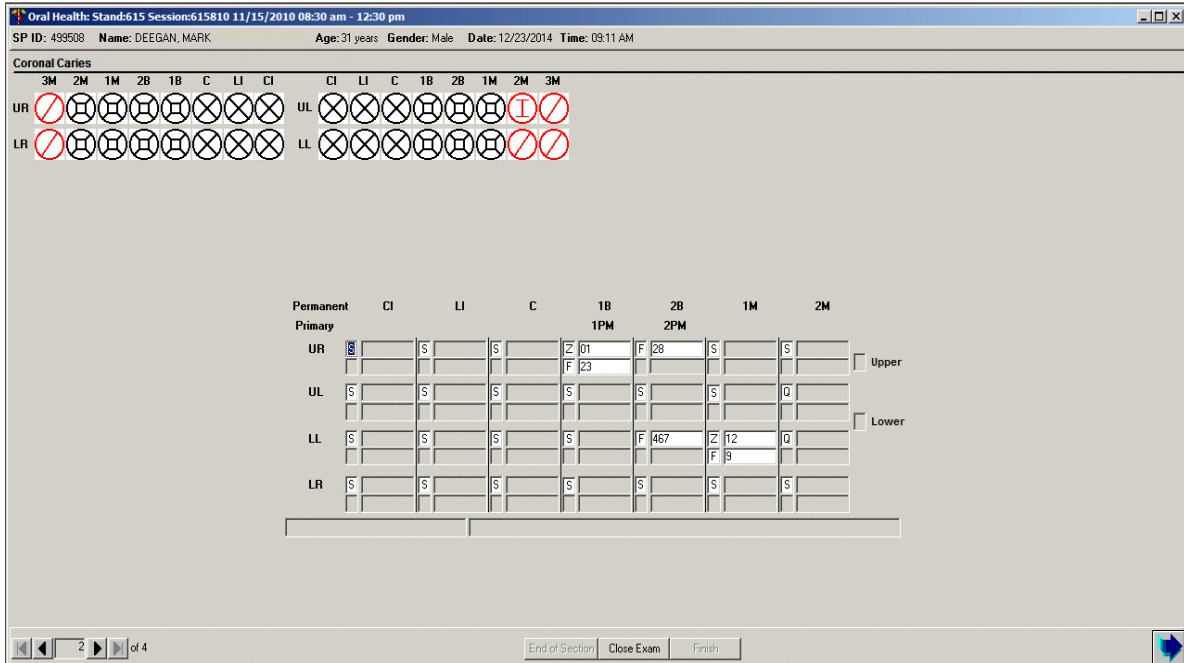 Oral Health: Stand:615 Session:615810 11/15/2010 08:30 am - 12:30 pm
SP ID: 499508 Name: DEEGAN, MARK Age: 31 years Gender: Male Date: 12/23/2014 Time: 09:11 AM
Coronal Caries
3M 2M 1M 2B 1B C LI CI CI LI C 1B 2B 1M 2M 3M
UR UL I
LR LL
Permanent CI LI C 1B 2B 1M 2M
Primary 1PM 2PM
UR S S S Z 01 F 28 S S
F 23
Upper
UL S S S S S S Q
Lower
LL S S S S F 467 Z 12 Q
F 9
LR S S S S S S S
2 of 4 End of Section Close Exam Finish